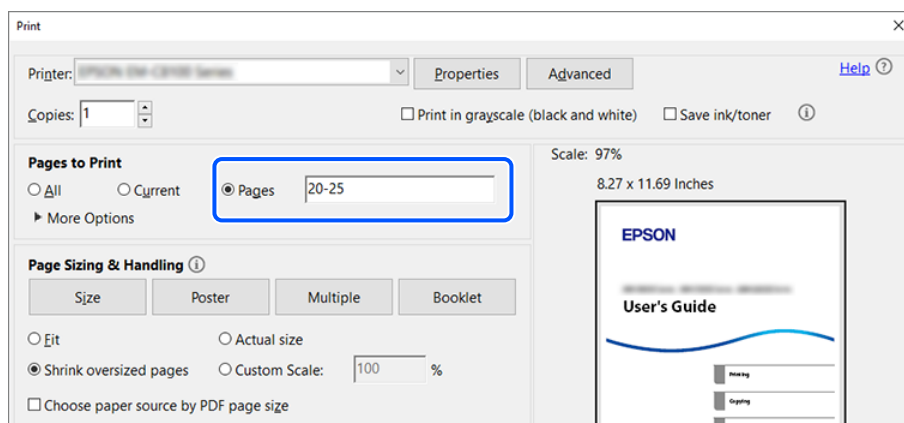 Print
Printer:
Properties
Advanced
Help
Copies: 1
Print in grayscale (black and white)
Save ink/toner
Pages to Print
All
Current
Pages
20-25
More Options
Scale: 97%
8.27 x 11.69 Inches
EPSON
User's Guide
Printing
Copying
Page Sizing & Handling
Size
Poster
Multiple
Booklet
Fit
Actual size
Shrink oversized pages
Custom Scale: 100 %
Choose paper source by PDF page size